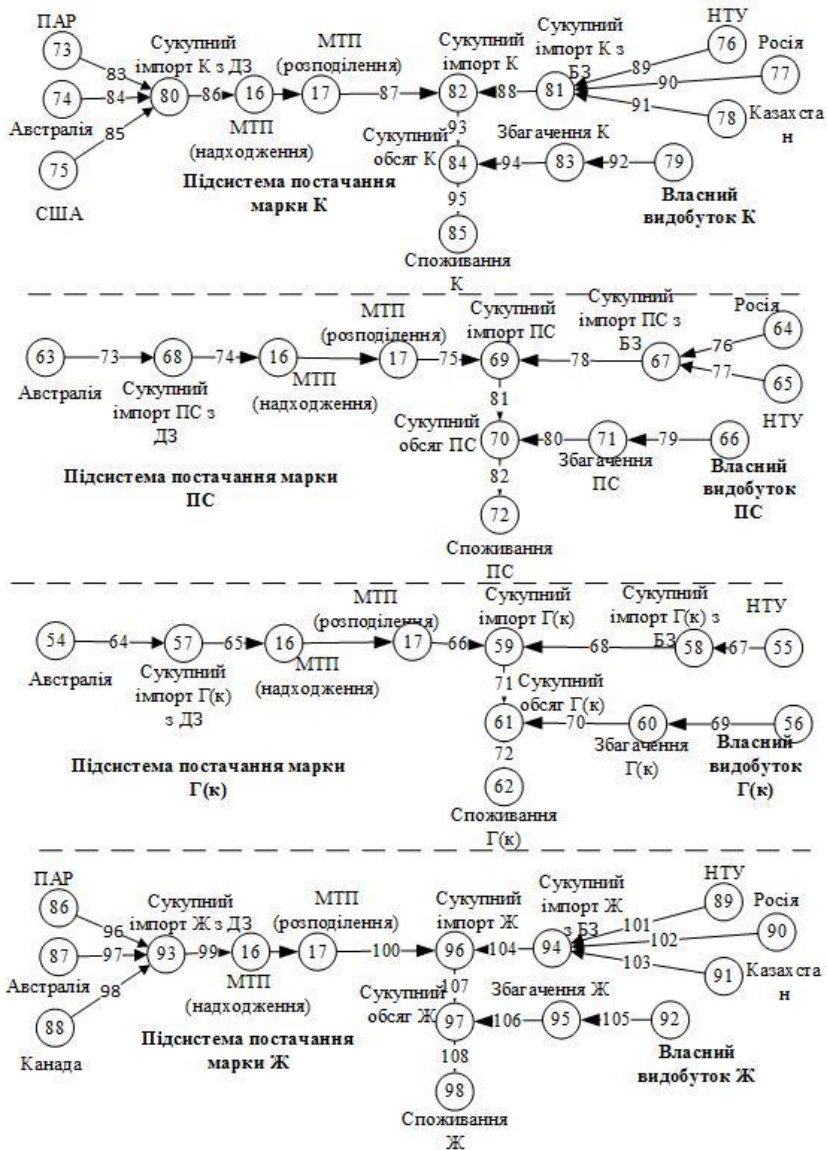 ПАР
73
83
Сукупний
імпорт К з ДЗ
МТП
(розподілення)
Сукупний
імпорт К
Сукупний
імпорт К з
БЗ
НТУ
76
89
Росія
77
90
74
84
80
86
16
17
87
82
88
81
91
78
Австралія
85
МТП
(надходження)
93
Казахста
н
Сукупний
обсяг К
Збагачення К
75
84
94
83
92
79
США
Підсистема постачання
марки К
95
Власний
видобуток К
85
Споживання
К
МТП
(розподілення)
Сукупний
імпорт ПС
Сукупний
імпорт ПС з
БЗ
Росія
64
76
63
73
68
74
16
17
75
69
78
67
77
65
Австралія
Сукупний
імпорт ПС з
ДЗ
МТП
(надходження)
81
НТУ
Сукупний
обсяг ПС
70
80
71
79
66
Збагачення
ПС
Підсистема постачання марки
ПС
82
Власний
видобуток
ПС
72
Споживання
ПС
МТП
(розподілення)
Сукупний
імпорт Г(к)
Сукупний
імпорт Г(к) з
БЗ
НТУ
54
64
57
65
16
17
66
59
68
58
67
55
Австралія
Сукупний
імпорт Г(к)
з ДЗ
МТП
(надходження)
71
Сукупний
обсяг Г(к)
61
70
60
69
56
Збагачення
Г(к)
Підсистема постачання марки
Г(к)
72
Власний
видобуток
Г(к)
62
Споживання
Г(к)
ПАР
86
96
Сукупний
імпорт Ж з ДЗ
МТП
(розподілення)
Сукупний
імпорт Ж
Сукупний
імпорт Ж
з БЗ
НТУ
89
101
Росія
90
102
87
97
93
99
16
17
100
96
104
94
103
91
Австралія
98
МТП
(надходження)
107
Казахста
н
Сукупний
обсяг Ж
Збагачення Ж
88
97
106
95
105
92
Канада
Підсистема постачання
марки Ж
108
Власний
видобуток Ж
98
Споживання
Ж